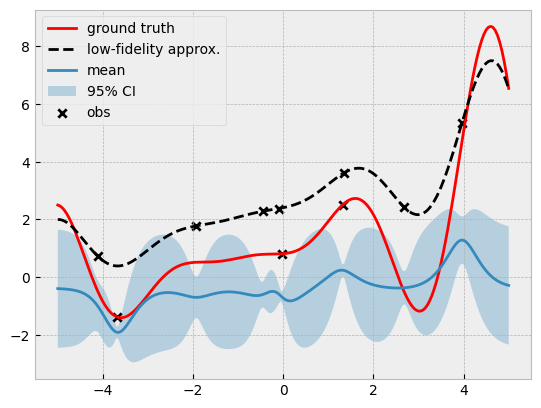 ground truth
low-fidelity approx.
mean
95% CI
obs
8
6
4
2
0
−2
−4
−2
0
2
4